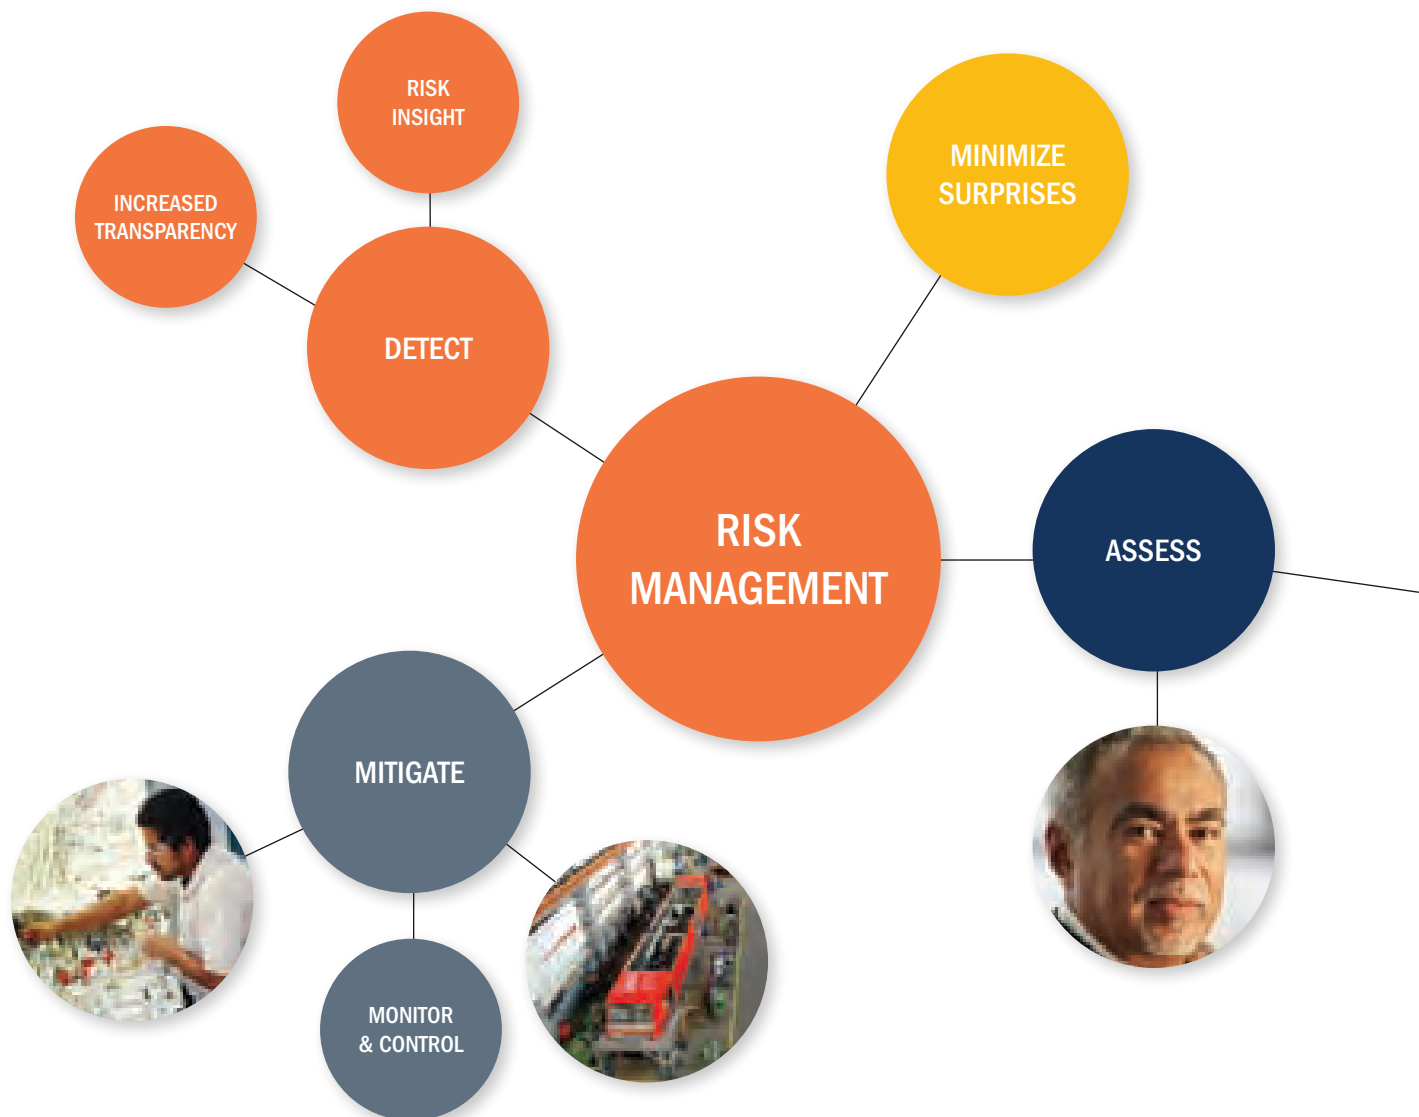 RISK
INSIGHT
INCREASED
TRANSPARENCY
MINIMIZE
SURPRISES
DETECT
RISK
MANAGEMENT
ASSESS
MITIGATE
MONITOR
& CONTROL